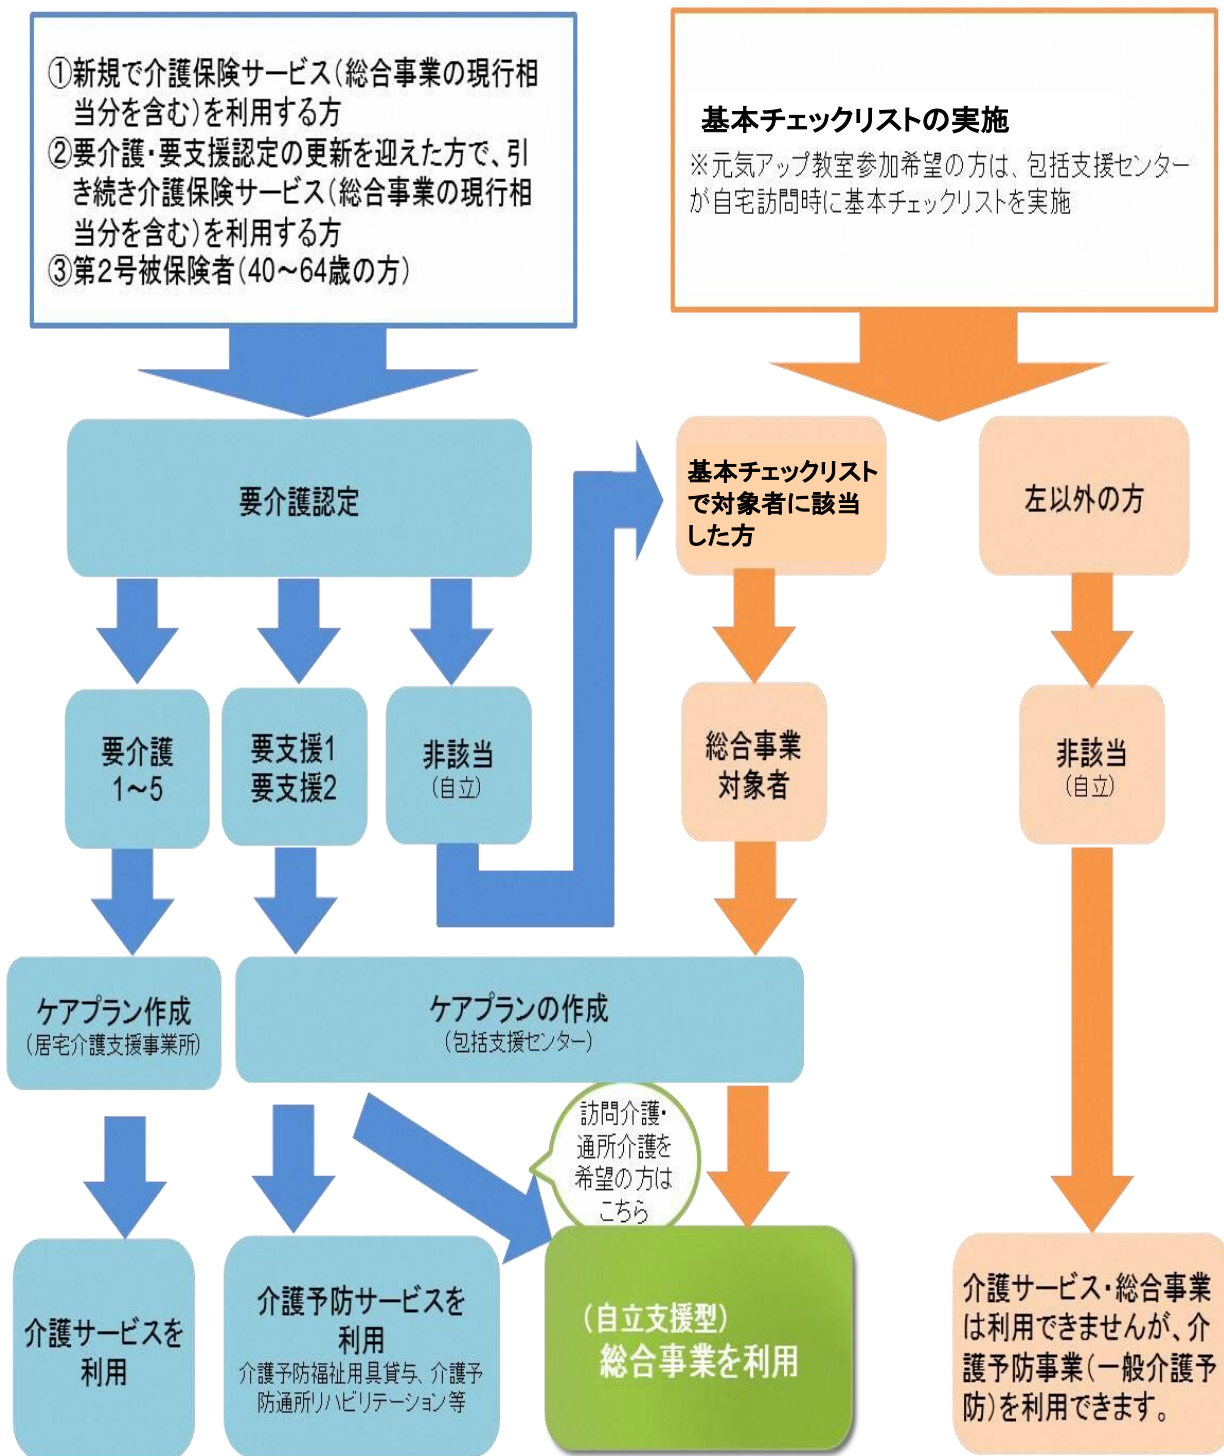 ①新規で介護保険サービス(総合事業の現行相
当分を含む)を利用する方
②要介護・要支援認定の更新を迎えた方で、引
き続き介護保険サービス(総合事業の現行相
当分を含む)を利用する方
③第2号被保険者(40～64歳の方)
基本チェックリストの実施
※元気アップ教室参加希望の方は、包括支援センター
が自宅訪問時に基本チェックリストを実施
要介護認定
基本チェックリスト
で対象者に該当
した方
左以外の方
要介護
1～5
要支援1
要支援2
非該当
(自立)
総合事業
対象者
非該当
(自立)
ケアプラン作成
(居宅介護支援事業所)
ケアプランの作成
(包括支援センター)
訪問介護・
通所介護を
希望の方は
こちら
介護サービスを
利用
介護予防サービスを
利用
介護予防福祉用具貸与、介護予
防通所リハビリテーション等
(自立支援型)
総合事業を利用
介護サービス・総合事業
は利用できませんが、介
護予防事業(一般介護予
防)を利用できます。